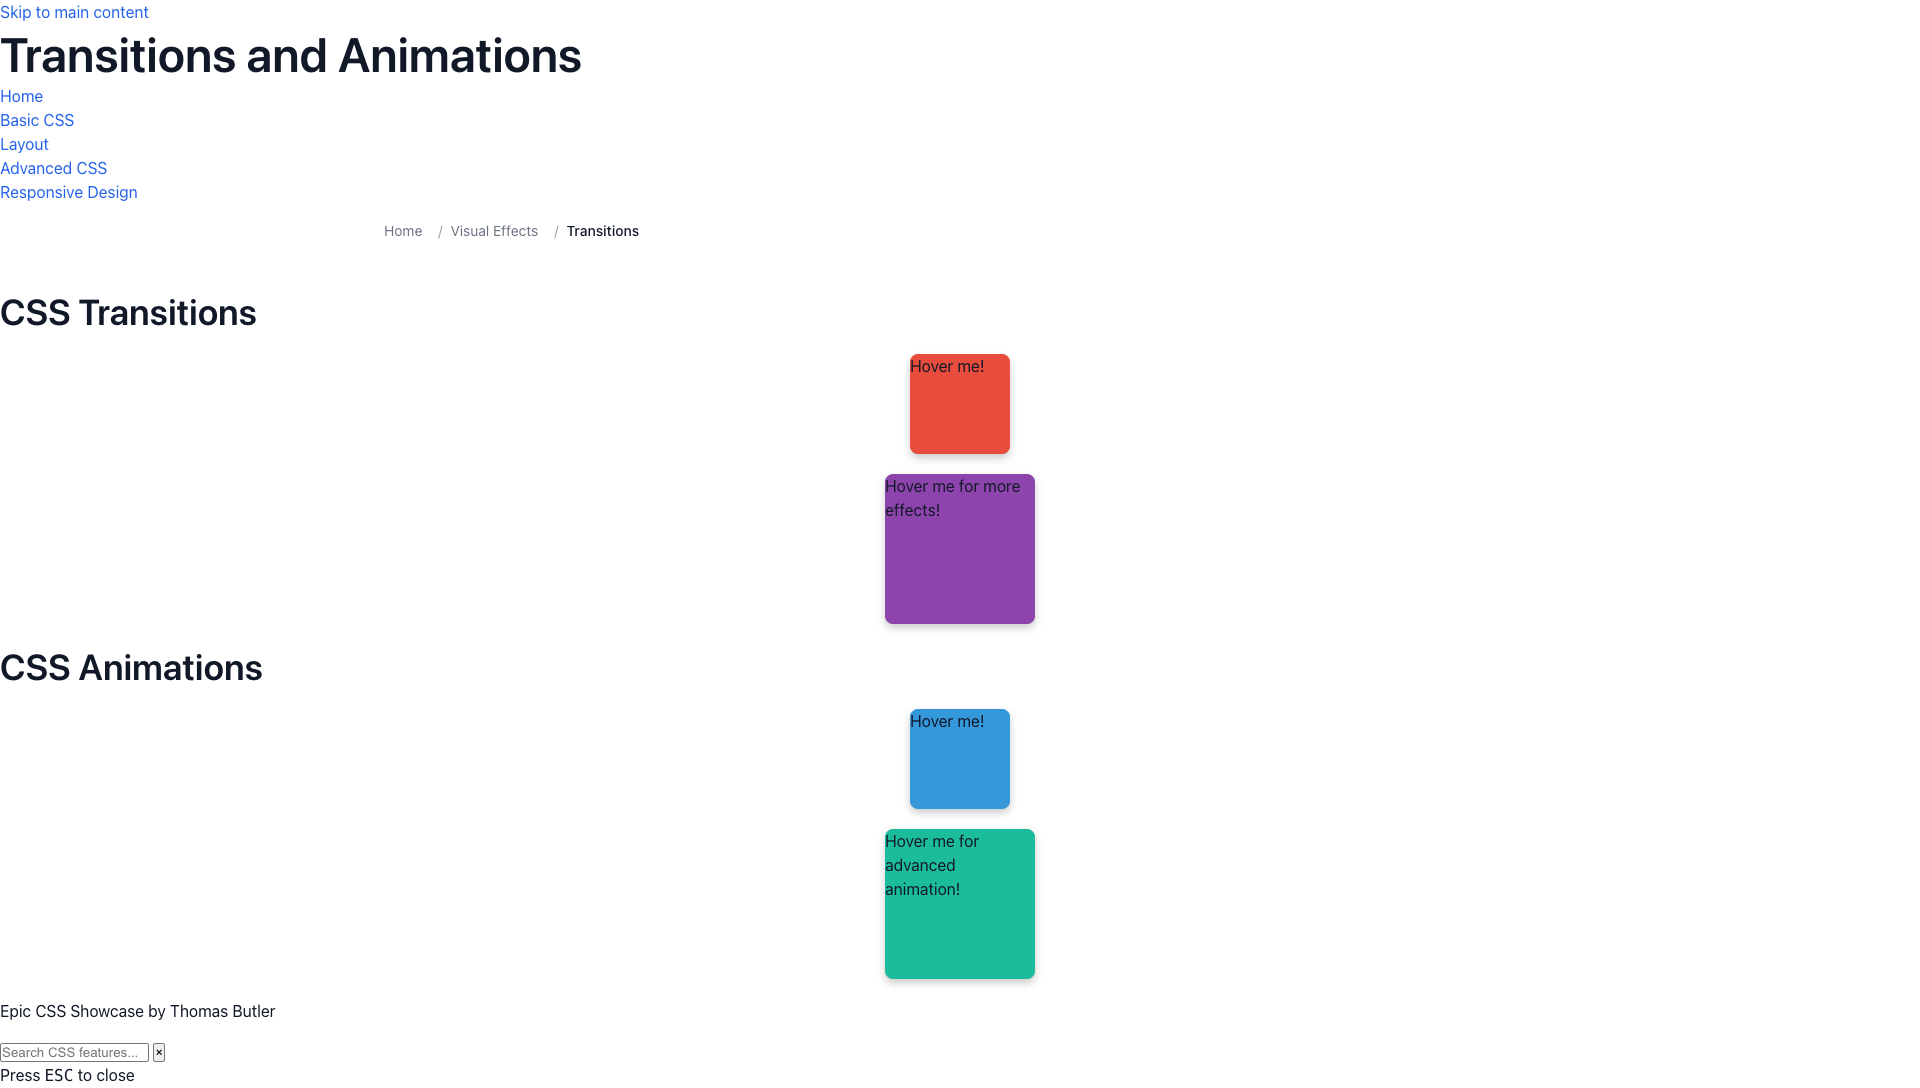 Skip to main content
Transitions and Animations
Home
Basic CSS
Layout
Advanced CSS
Responsive Design
Home / Visual Effects / Transitions
CSS Transitions
Hover me!
Hover me for more
effects!
CSS Animations
Hover me!
Hover me for
advanced
animation!
Epic CSS Showcase by Thomas Butler
Search CSS features... ×
Press ESC to close